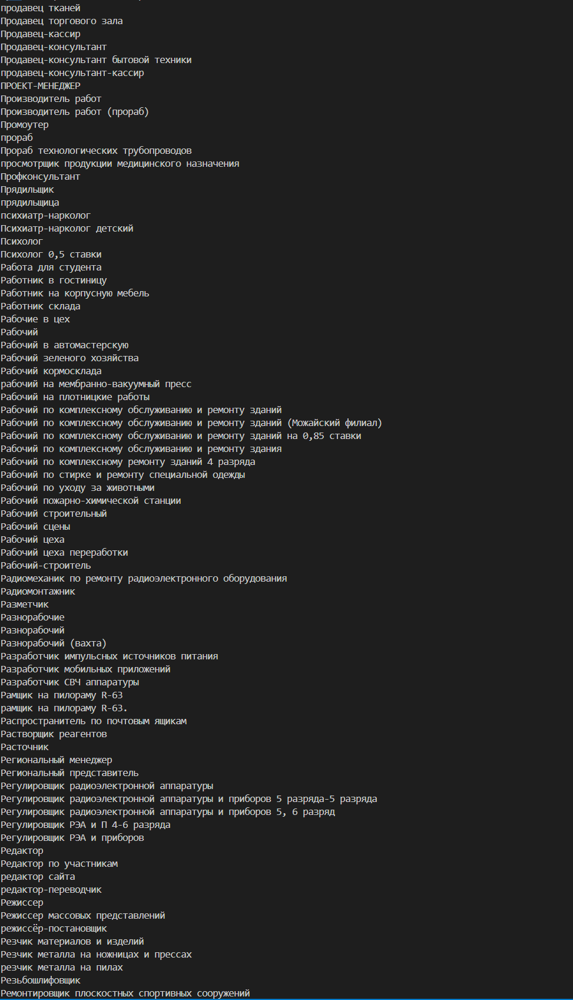 продавец тканей
Продавец торгового зала
Продавец-кассир
Продавец-консультант
Продавец-консультант бытовой техники
продавец-консультант-кассир
ПРОЕКТ-МЕНЕДЖЕР
Производитель работ
Производитель работ (прораб)
Промоутер
прораб
Прораб технологических трубопроводов
просмотрщик продукции медицинского назначения
Профконсультант
Прядильщик
прядильщица
психиатр-нарколог
Психиатр-нарколог детский
Психолог
Психолог 0,5 ставки
Работа для студента
Работник в гостиницу
Работник на корпусную мебель
Работник склада
Рабочие в цех
Рабочий
Рабочий в автомастерскую
Рабочий зеленого хозяйства
Рабочий кормосклада
рабочий на мембранно-вакуумный пресс
Рабочий на плотницкие работы
Рабочий по комплексному обслуживанию и ремонту зданий
Рабочий по комплексному обслуживанию и ремонту зданий (Можайский филиал)
Рабочий по комплексному обслуживанию и ремонту зданий на 0,85 ставки
Рабочий по комплексному обслуживанию и ремонту здания
Рабочий по комплексному ремонту зданий 4 разряда
Рабочий по стирке и ремонту специальной одежды
Рабочий по уходу за животными
Рабочий пожарно-химической станции
Рабочий строительный
Рабочий сцены
Рабочий цеха
Рабочий цеха переработки
Рабочий-строитель
Радиомеханик по ремонту радиоэлектронного оборудования
Радиомонтажник
Разметчик
Разнорабочие
Разнорабочий
Разнорабочий (вахта)
Разработчик импульсных источников питания
Разработчик мобильных приложений
Разработчик СВЧ аппаратуры
Рамщик на пилораму R-63
рамщик на пилораму R-63.
Распространитель по почтовым ящикам
Растворщик реагентов
Расточник
Региональный менеджер
Региональный представитель
Регулировщик радиоэлектронной аппаратуры
Регулировщик радиоэлектронной аппаратуры и приборов 5 разряда-5 разряда
Регулировщик радиоэлектронной аппаратуры и приборов 5, 6 разряд
Регулировщик РЭА и П 4-6 разряда
Регулировщик РЭА и приборов
Редактор
Редактор по участникам
редактор сайта
редактор-переводчик
Режиссер
Режиссер массовых представлений
режиссёр-постановщик
Резчик материалов и изделий
Резчик металла на ножницах и прессах
резчик металла на пилах
Резьбошлифовщик
Ремонтировщик плоскостных спортивных сооружений